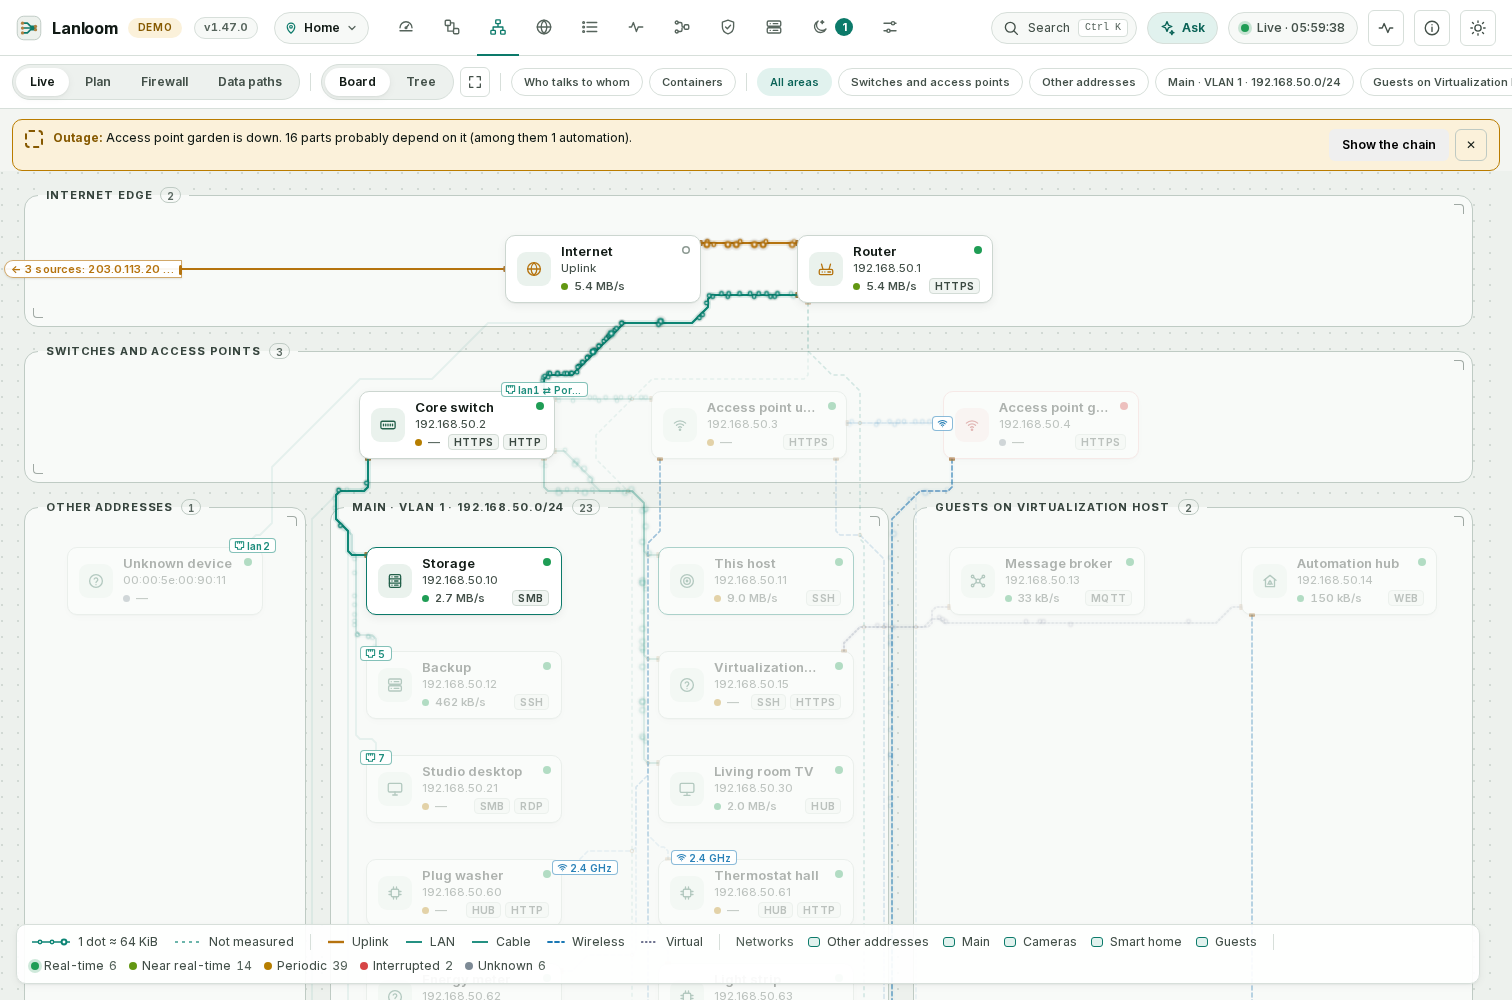 Lanloom DEMO v1.47.0 Home 1 Search Ctrl K Ask Live · 05:59:38
Live Plan Firewall Data paths Board Tree Who talks to whom Containers All areas Switches and access points Other addresses Main · VLAN 1 · 192.168.50.0/24 Guests on Virtualization
Outage: Access point garden is down. 16 parts probably depend on it (among them 1 automation). Show the chain ×
INTERNET EDGE 2
Internet
Uplink
5.4 MB/s
Router
192.168.50.1
5.4 MB/s HTTPS
← 3 sources: 203.0.113.20 …
SWITCHES AND ACCESS POINTS 3
lan1 ⇄ Por…
Core switch
192.168.50.2
— HTTPS HTTP
Access point u…
192.168.50.3
— HTTPS
Access point g…
192.168.50.4
— HTTPS
OTHER ADDRESSES 1
lan2
Unknown device
00:00:5e:00:90:11
—
MAIN · VLAN 1 · 192.168.50.0/24 23
Storage
192.168.50.10
2.7 MB/s SMB
This host
192.168.50.11
9.0 MB/s SSH
5
Backup
192.168.50.12
462 kB/s SSH
Virtualization…
192.168.50.15
— SSH HTTPS
7
Studio desktop
192.168.50.21
— SMB RDP
Living room TV
192.168.50.30
2.0 MB/s HUB
2.4 GHz
Plug washer
192.168.50.60
— HUB HTTP
2.4 GHz
Thermostat hall
192.168.50.61
— HUB HTTP
192.168.50.62
192.168.50.63
GUESTS ON VIRTUALIZATION HOST 2
Message broker
192.168.50.13
33 kB/s MQTT
Automation hub
192.168.50.14
150 kB/s WEB
1 dot ≈ 64 KiB Not measured Uplink LAN Cable Wireless Virtual Networks Other addresses Main Cameras Smart home Guests
Real-time 6 Near real-time 14 Periodic 39 Interrupted 2 Unknown 6